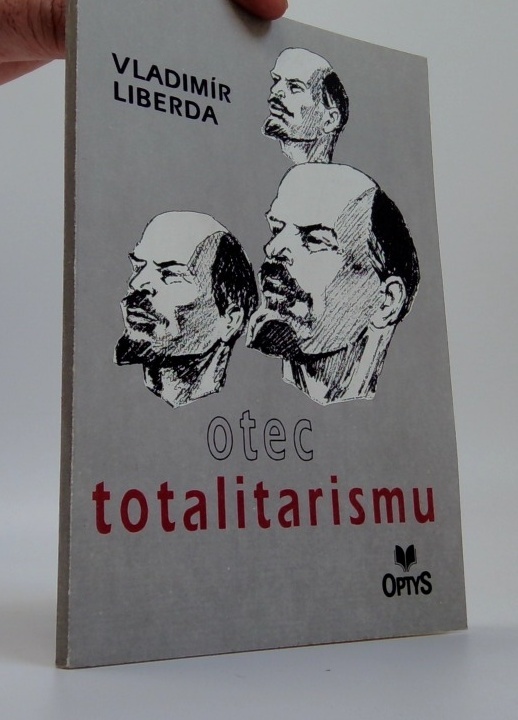 VLADIMÍR
LIBERDA
otec
totalitarismu
OPTYS